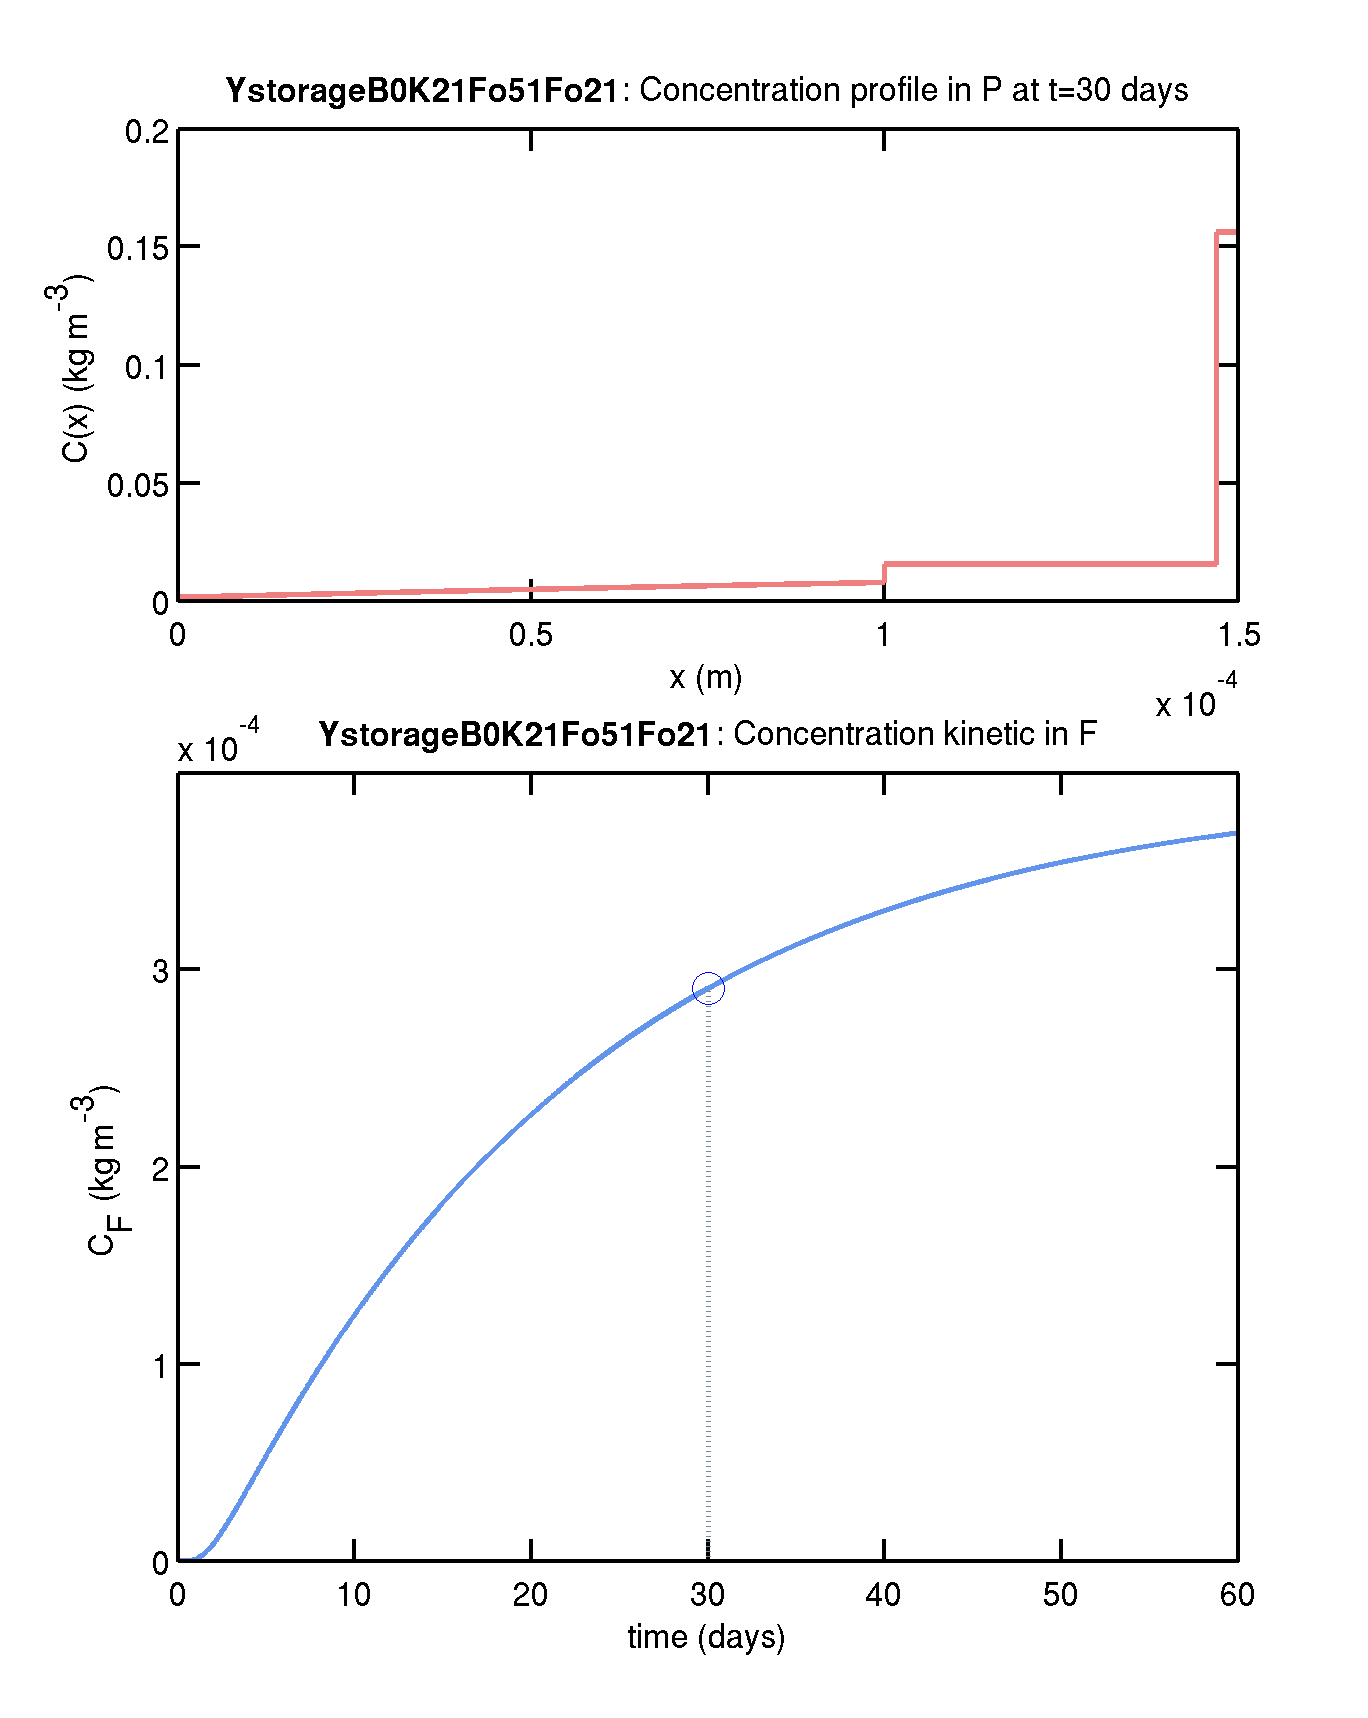 YstorageB0K21Fo51Fo21: Concentration profile in P at t=30 days
0.2
0.15
0.1
0.05
0
C(x) (kg m-3)
0 0.5 1 1.5
x (m)
x 10-4
x 10-4
YstorageB0K21Fo51Fo21: Concentration kinetic in F
3
2
1
0
CF (kg m-3)
0 10 20 30 40 50 60
time (days)